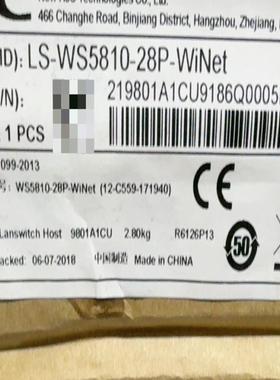 466 Changhe Road, Binjiang District, Hangzhou, Zhejiang,
ID): LS-WS5810-28P-WiNet
/N): 219801A1CU9186Q0005
1 PCS
099-2013
号: WS5810-28P-WiNet (12-C559-171940)
CE
Lanswitch Host 9801A1CU 2.80kg R6126P13
acked: 06-07-2018 中国制造 Made in CHINA
50